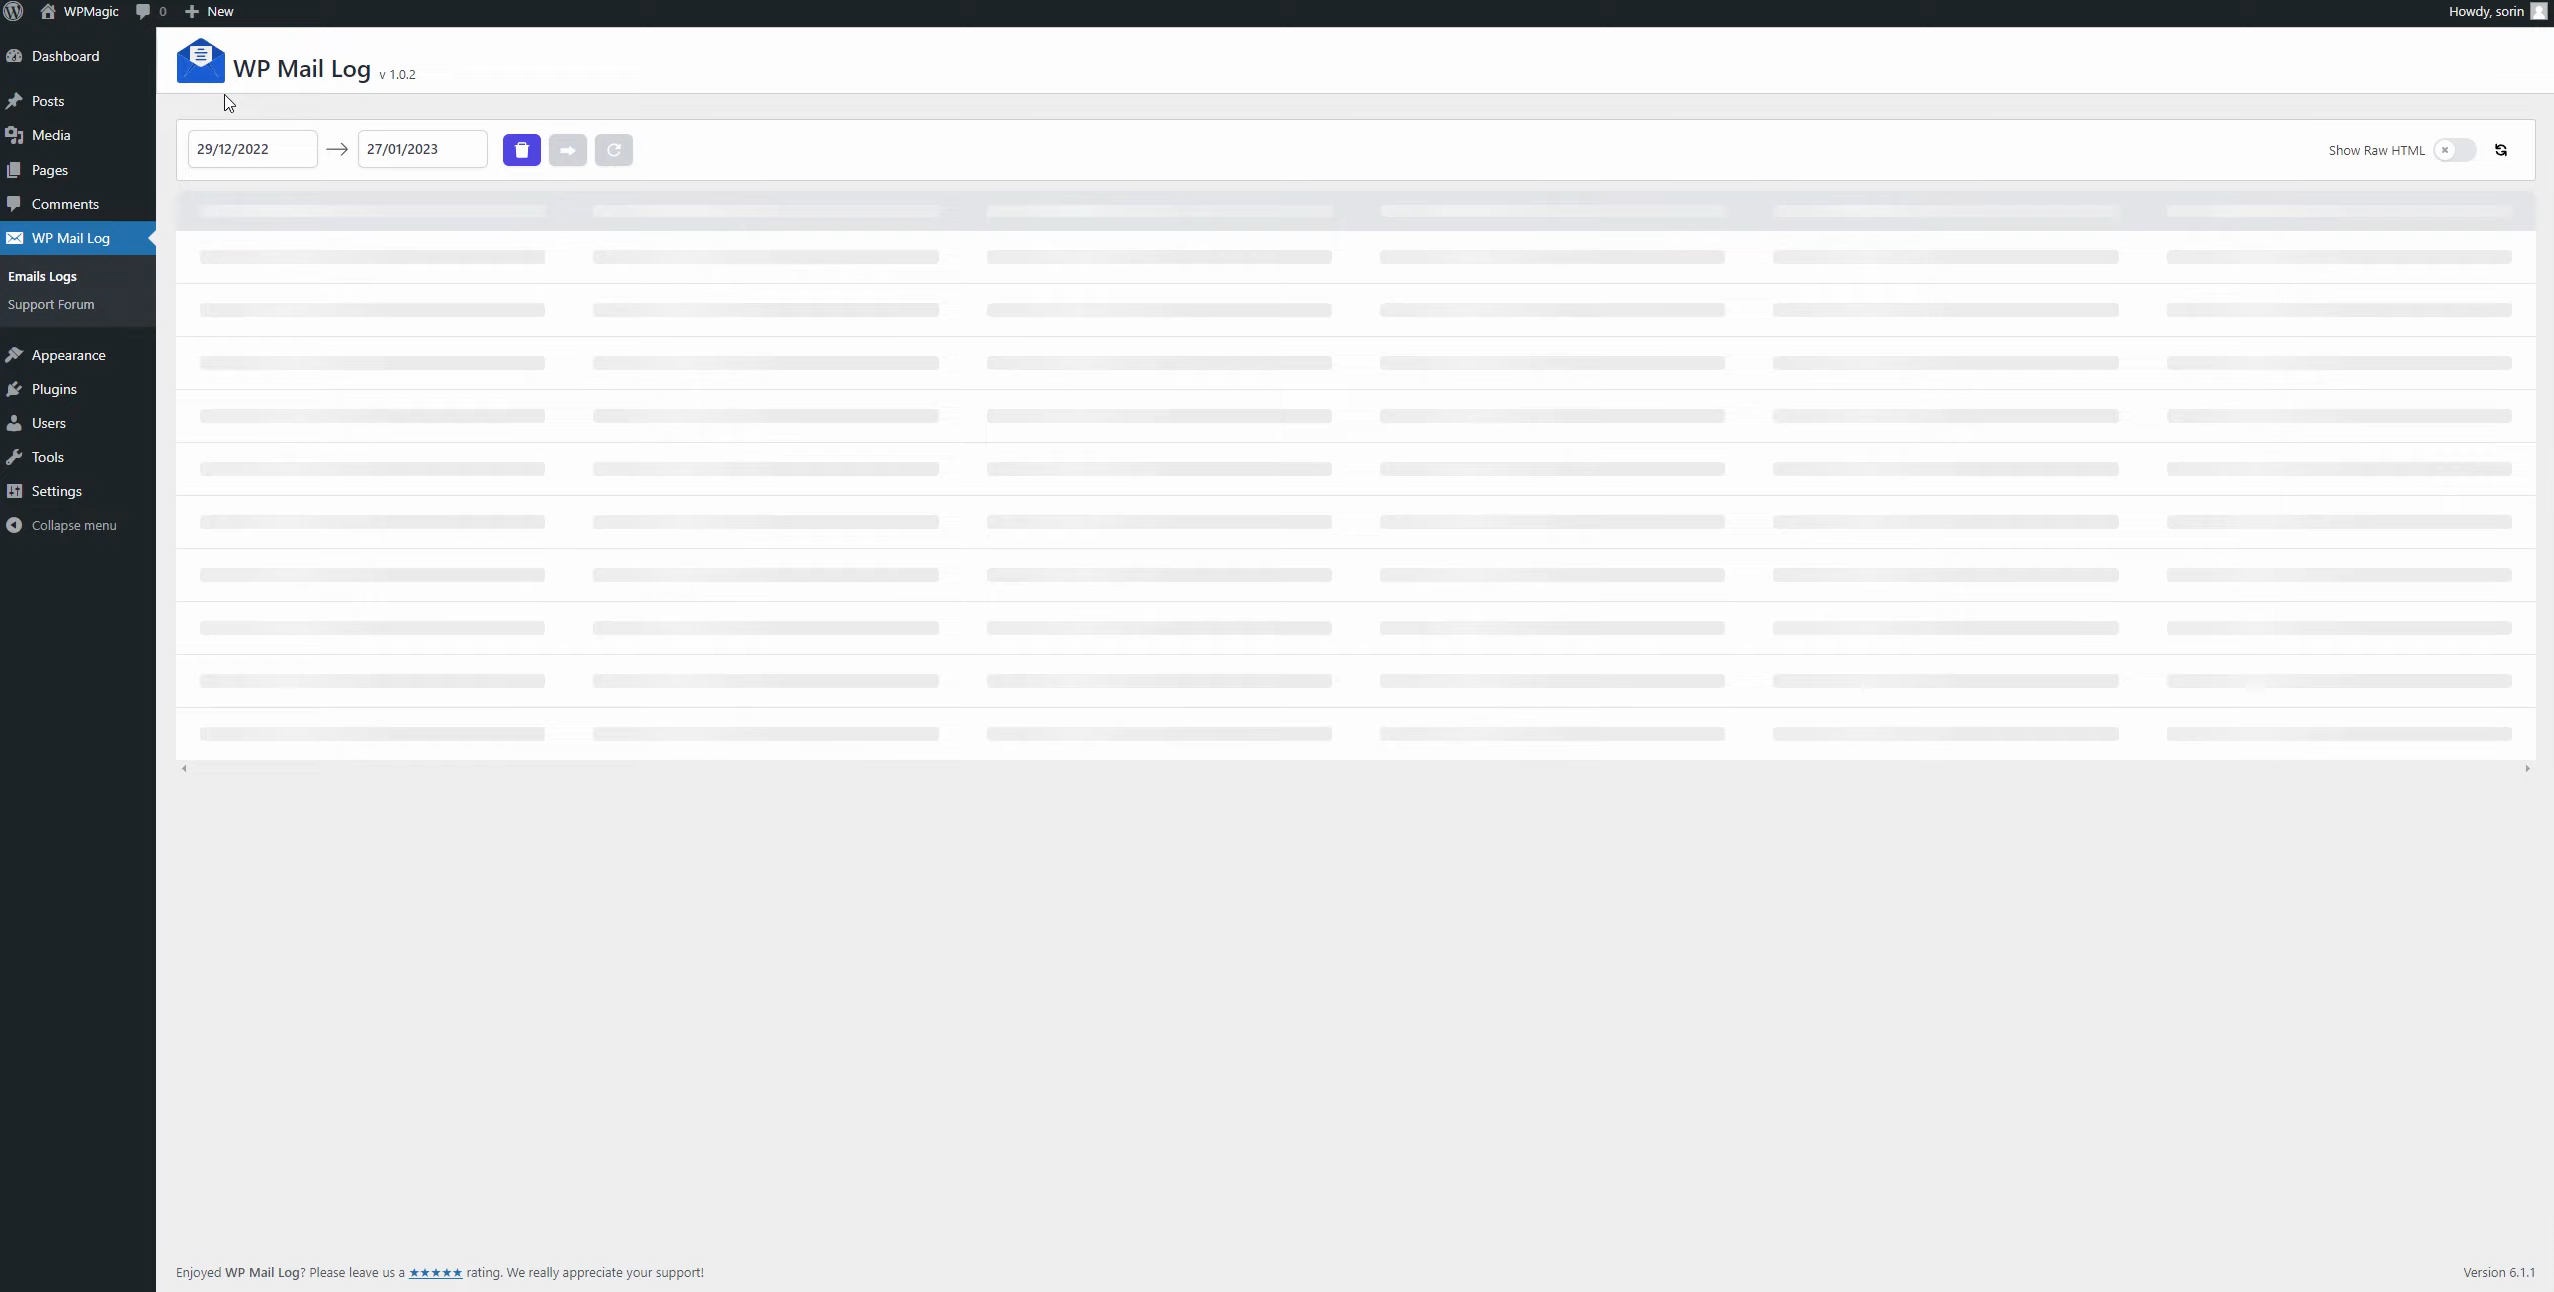 WPMagic 0 New Howdy, sorin
Dashboard
Posts
Media
Pages
Comments
WP Mail Log
Emails Logs
Support Forum
Appearance
Plugins
Users
Tools
Settings
Collapse menu
WP Mail Log v 1.0.2
29/12/2022 → 27/01/2023
Show Raw HTML
Enjoyed WP Mail Log? Please leave us a ★★★★★ rating. We really appreciate your support!
Version 6.1.1